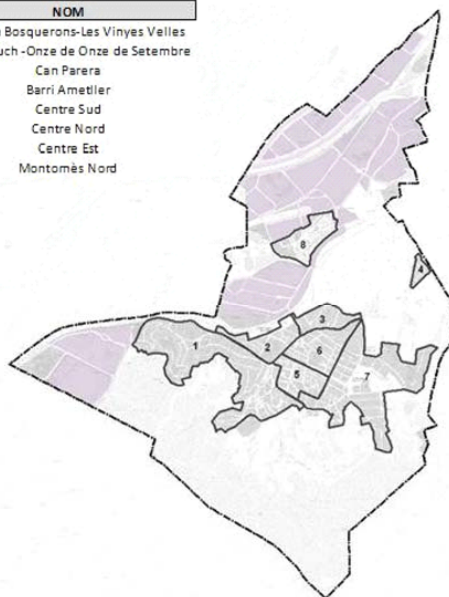 NOM
Bosquerons-Les Vinyes Velles
uch -Onze de Onze de Setembre
Can Parera
Barri Ametller
Centre Sud
Centre Nord
Centre Est
Montornès Nord
8
4
3
1
2
6
5
7